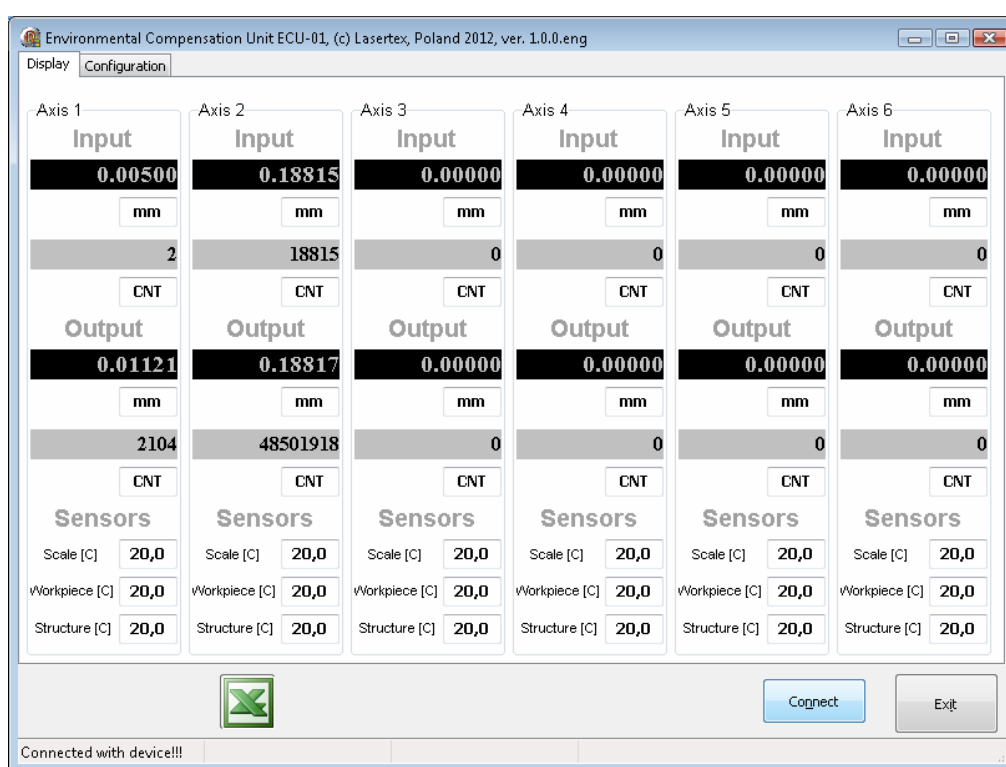 Environmental Compensation Unit ECU-01, (c) Lasertex, Poland 2012, ver. 1.0.0.eng
Display Configuration
Axis 1 Axis 2 Axis 3 Axis 4 Axis 5 Axis 6
Input Input Input Input Input Input
0.00500 0.18815 0.00000 0.00000 0.00000 0.00000
mm mm mm mm mm mm
2 18815 0 0 0 0
CNT CNT CNT CNT CNT CNT
Output Output Output Output Output Output
0.01121 0.18817 0.00000 0.00000 0.00000 0.00000
mm mm mm mm mm mm
2104 48501918 0 0 0 0
CNT CNT CNT CNT CNT CNT
Sensors Sensors Sensors Sensors Sensors Sensors
Scale [C] 20,0 Scale [C] 20,0 Scale [C] 20,0 Scale [C] 20,0 Scale [C] 20,0 Scale [C] 20,0
Workpiece [C] 20,0 Workpiece [C] 20,0 Workpiece [C] 20,0 Workpiece [C] 20,0 Workpiece [C] 20,0 Workpiece [C] 20,0
Structure [C] 20,0 Structure [C] 20,0 Structure [C] 20,0 Structure [C] 20,0 Structure [C] 20,0 Structure [C] 20,0
Connect Exit
Connected with device!!!